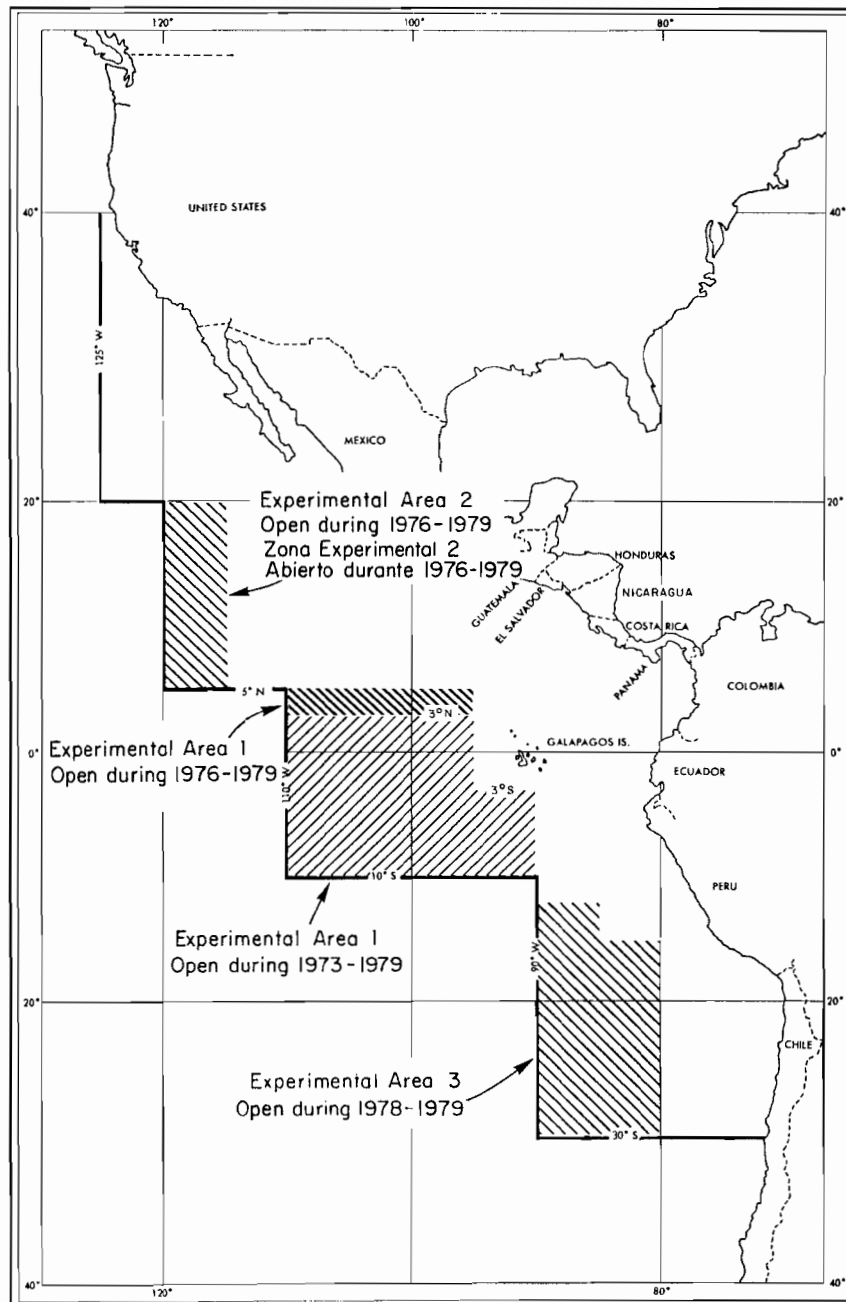 120°
100°
80°
UNITED STATES
40°
40°
125° W
MEXICO
20°
20°
Experimental Area 2
Open during 1976-1979
Zona Experimental 2
Abierto durante 1976-1979
HONDURAS
GUATEMALA
NICARAGUA
EL SALVADOR
COSTA RICA
PANAMA
COLOMBIA
5° N
3°N
Experimental Area 1
Open during 1976-1979
GALAPAGOS IS.
0°
0°
ECUADOR
110° W
3°S
10° S
PERU
Experimental Area 1
Open during 1973-1979
90° W
20°
20°
CHILE
Experimental Area 3
Open during 1978-1979
30° S
40°
40°
120°
100°
80°